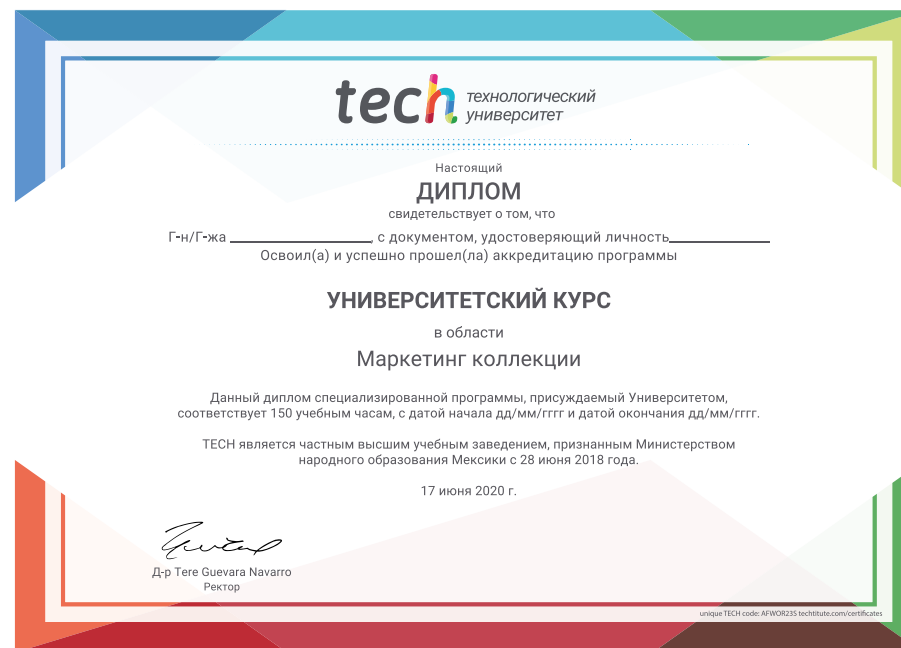 tech технологический
университет
Настоящий
ДИПЛОМ
свидетельствует о том, что
Г-н/Г-жа ____________, с документом, удостоверяющий личность____________
Освоил(а) и успешно прошел(ла) аккредитацию программы
УНИВЕРСИТЕТСКИЙ КУРС
в области
Маркетинг коллекции
Данный диплом специализированной программы, присуждаемый Университетом,
соответствует 150 учебным часам, с датой начала дд/мм/гггг и датой окончания дд/мм/гггг.
TECH является частным высшим учебным заведением, признанным Министерством
народного образования Мексики с 28 июня 2018 года.
17 июня 2020 г.
Д-р Tere Guevara Navarro
Ректор
unique TECH code: AFWOR23S techtitute.com/certificates